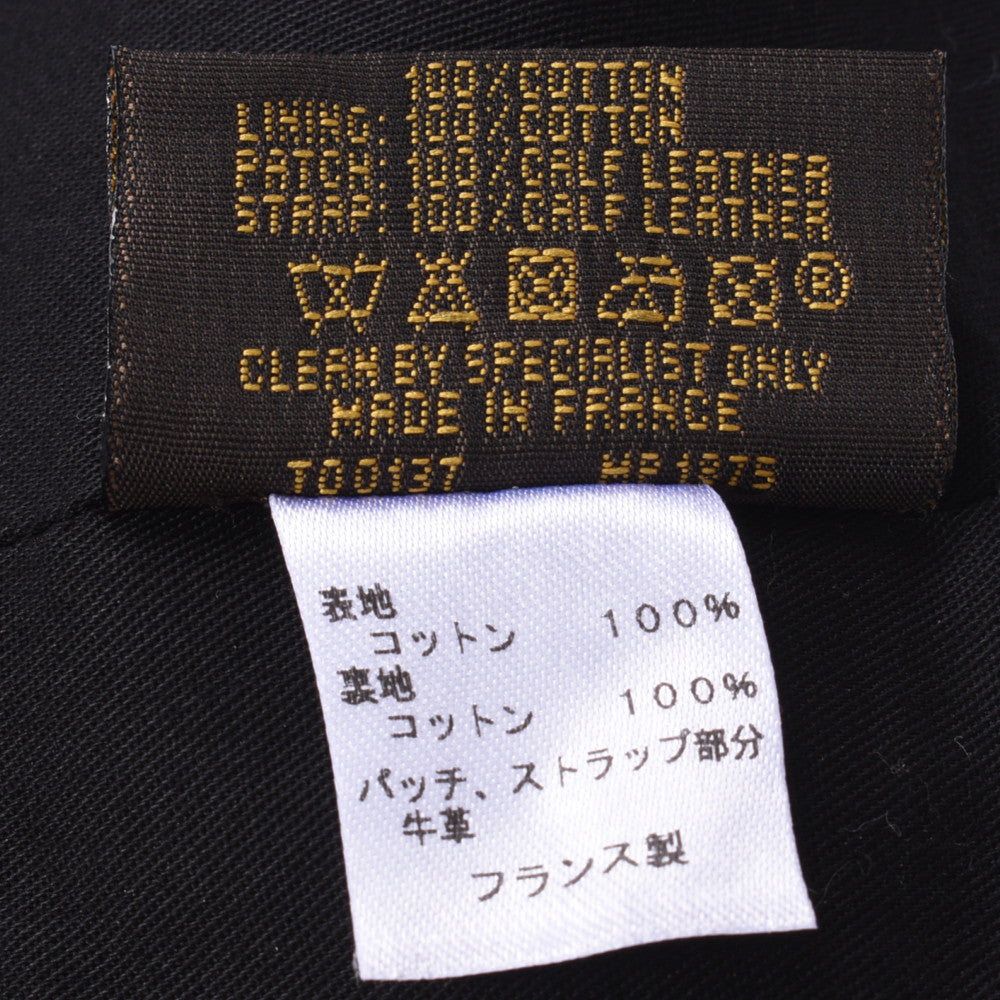 100%COTTON
LINING: 100%COTTON
PATCH: 100%CALF LEATHER
STRAP: 100%CALF LEATHER
®
CLEAN BY SPECIALIST ONLY
MADE IN FRANCE
T00137 MF1875
表地
コットン 100%
裏地
コットン 100%
パッチ、ストラップ部分
牛革
フランス製